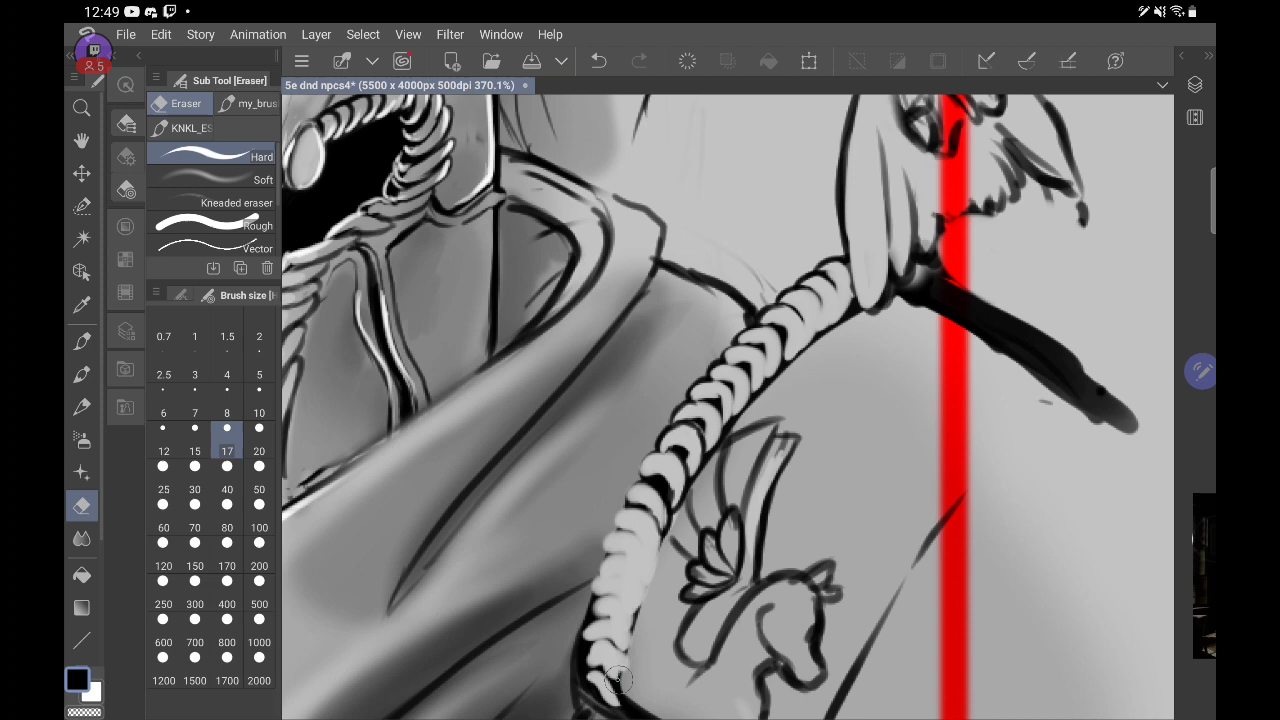 12:49
File Edit Story Animation Layer Select View Filter Window Help
5
Sub Tool [Eraser]
5e dnd npcs4* (5500 x 4000px 500dpi 370.1%)
Eraser my_brus
KNKL_ES
Hard
Soft
Kneaded eraser
Rough
Vector
Brush size [H
0.7 1 1.5 2
2.5 3 4 5
6 7 8 10
12 15 17 20
25 30 40 50
60 70 80 100
120 150 170 200
250 300 400 500
600 700 800 1000
1200 1500 1700 2000